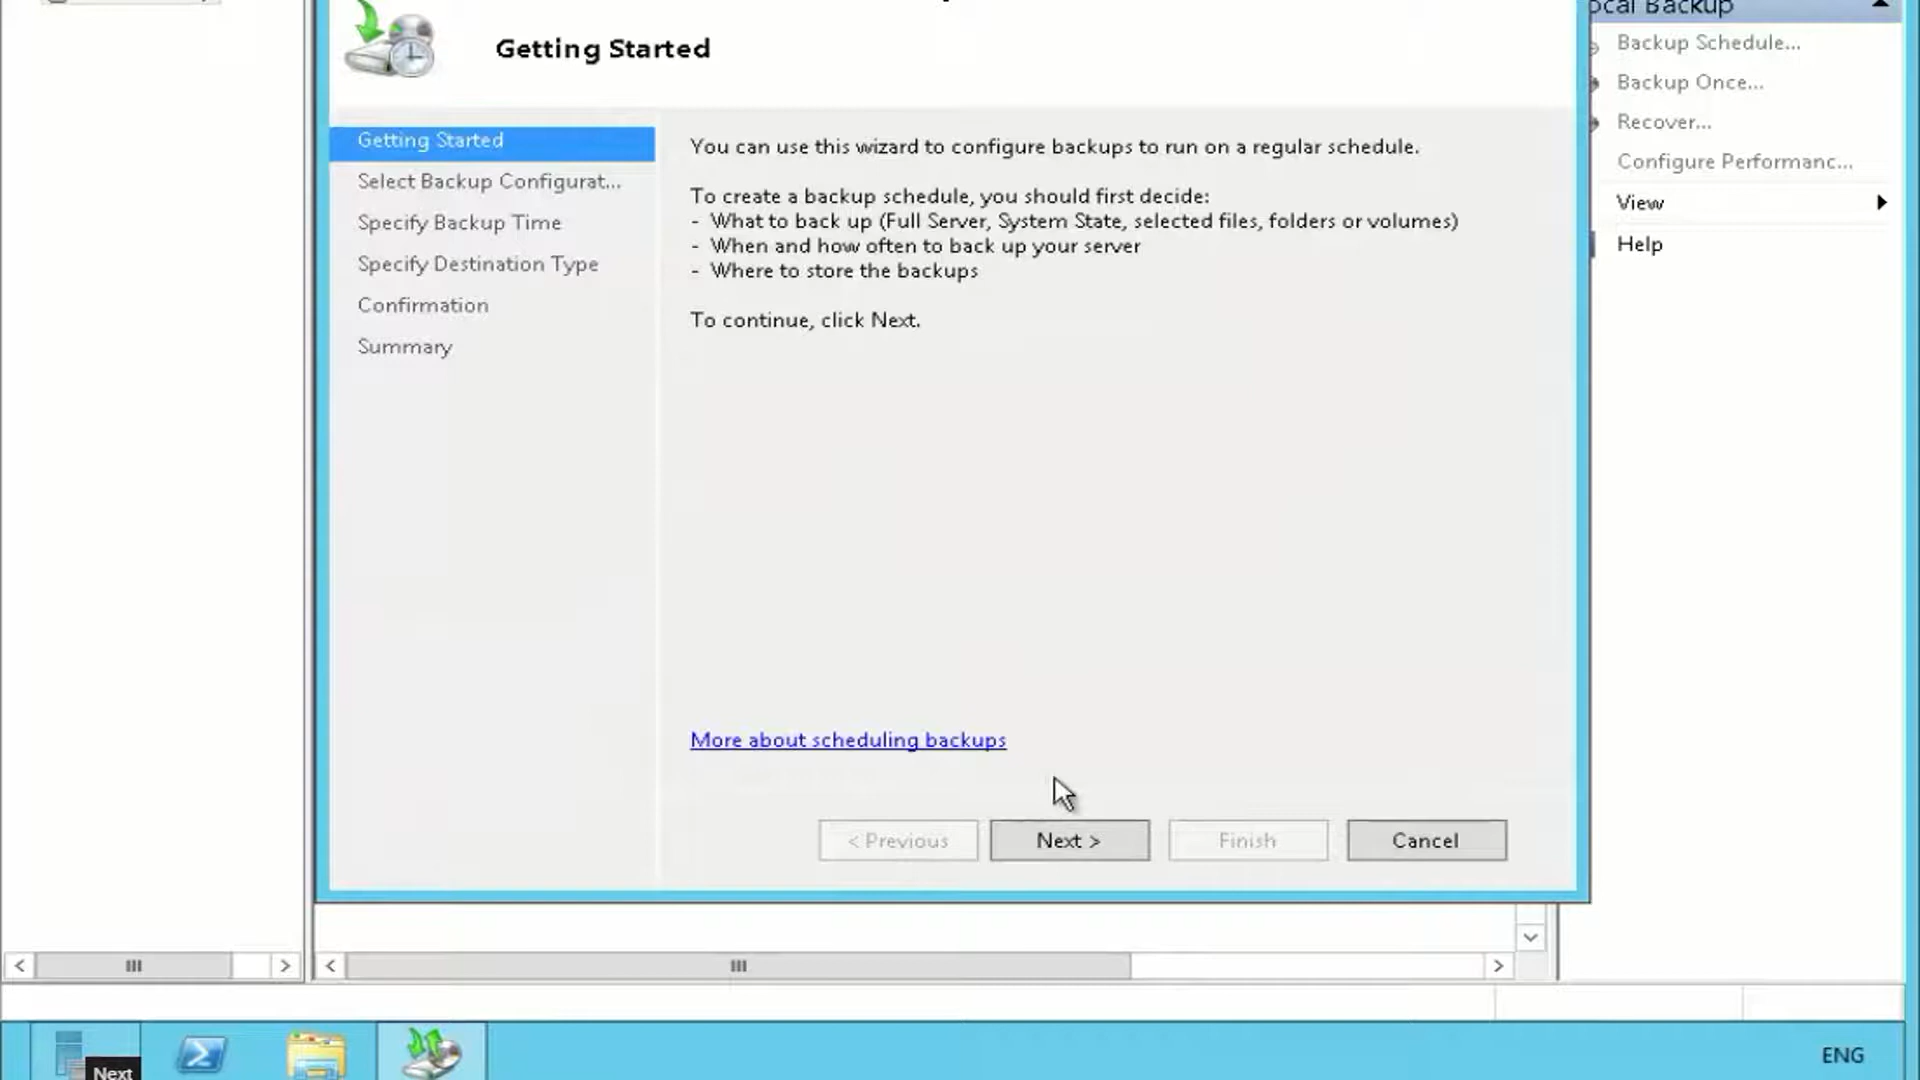 ocal Backup
Getting Started
Backup Schedule...
Backup Once...
Recover...
Configure Performanc...
View
Help
Getting Started
Select Backup Configurat...
Specify Backup Time
Specify Destination Type
Confirmation
Summary
You can use this wizard to configure backups to run on a regular schedule.
To create a backup schedule, you should first decide:
- What to back up (Full Server, System State, selected files, folders or volumes)
- When and how often to back up your server
- Where to store the backups
To continue, click Next.
More about scheduling backups
< Previous
Next >
Finish
Cancel
Next
ENG